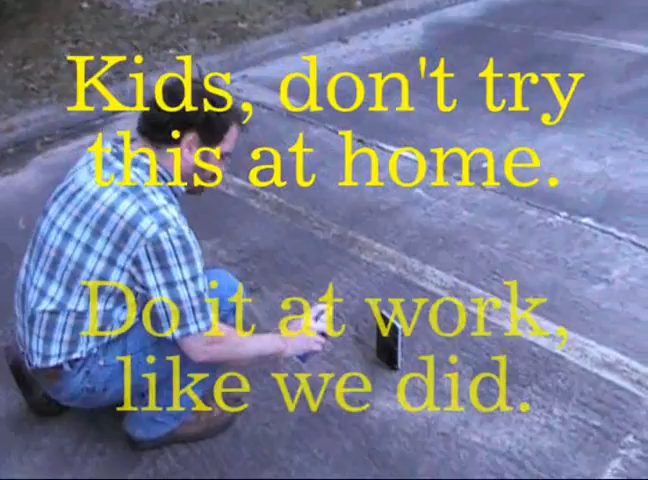 Kids, don't try
this at home.
Do it at work,
like we did.